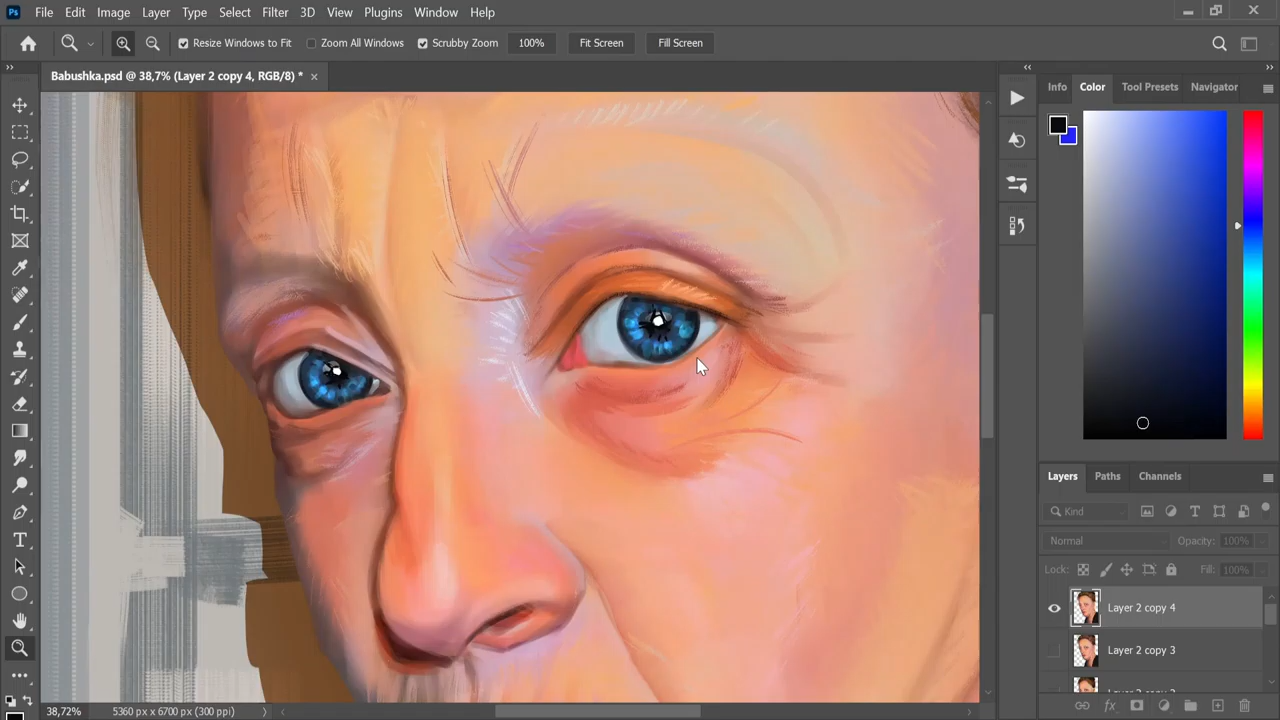 Ps File Edit Image Layer Type Select Filter 3D View Plugins Window Help
Resize Windows to Fit Zoom All Windows Scrubby Zoom 100% Fit Screen Fill Screen
Babushka.psd @ 38,7% (Layer 2 copy 4, RGB/8) *
Info Color Tool Presets Navigator
Layers Paths Channels
Kind
Normal Opacity: 100%
Lock: Fill: 100%
Layer 2 copy 4
Layer 2 copy 3
38,72% 5360 px x 6700 px (300 ppi)